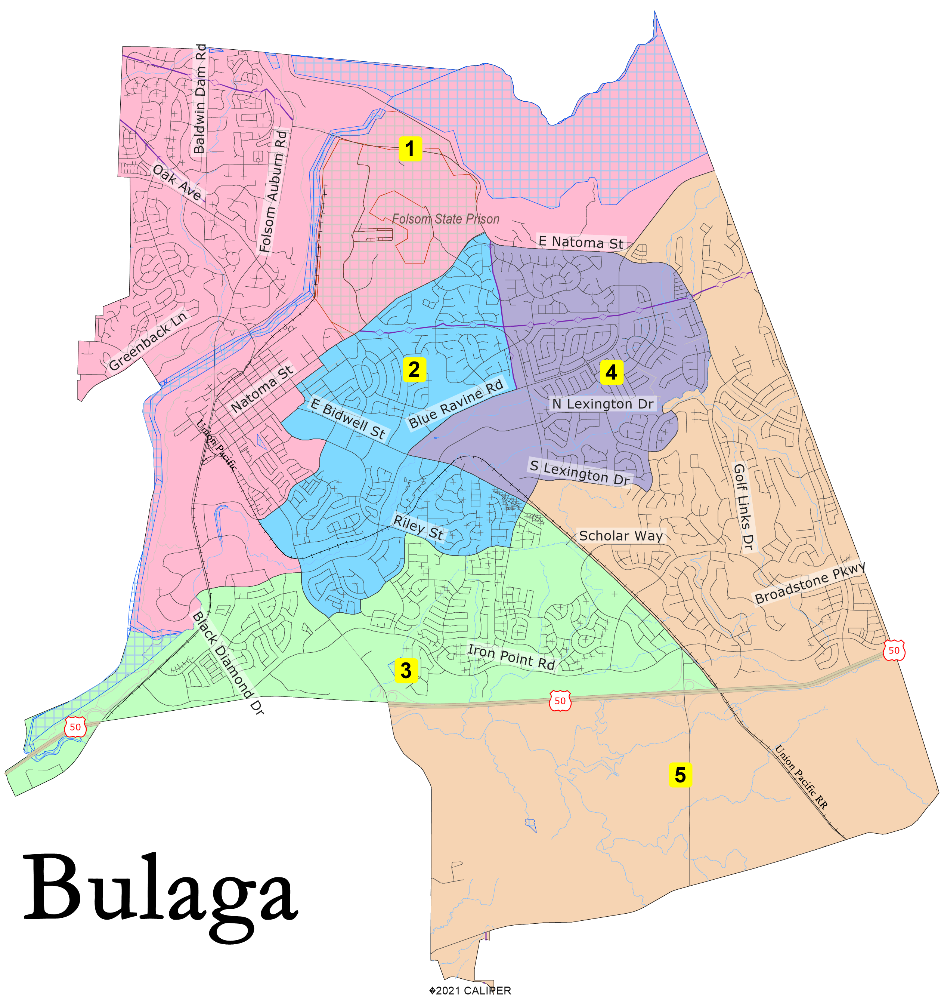 Baldwin Dam Rd
1
Oak Ave
Folsom Auburn Rd
Folsom State Prison
E Natoma St
Greenback Ln
Natoma St
2
4
E Bidwell St
Blue Ravine Rd
N Lexington Dr
Union Pacific
S Lexington Dr
Golf Links Dr
Riley St
Scholar Way
Broadstone Pkwy
Black Diamond Dr
Iron Point Rd
3
50
50
50
5
Union Pacific RR
Bulaga
�2021 CALIPER